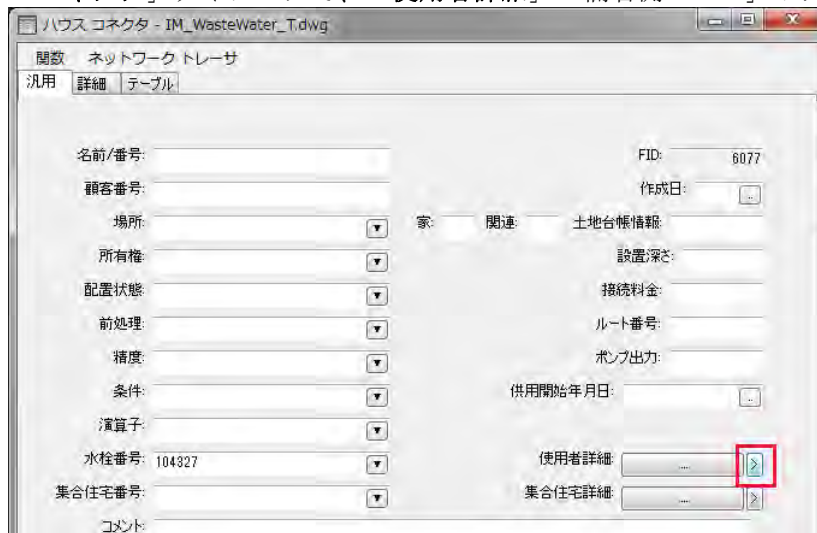 ハウス コネクタ - IM_WasteWater_T.dwg
関数 ネットワークトレーサ
汎用 詳細 テーブル
名前/番号: FID: 6077
顧客番号: 作成日: ..
場所: 家: 関連: 土地台帳情報:
所有権: 設置深さ:
配置状態: 接続料金:
前処理: ルート番号:
精度: ポンプ出力:
条件: 供用開始年月日: ..
演算子:
水栓番号: 104327 使用者詳細: ... >
集合住宅番号: 集合住宅詳細: ... >
コメント: